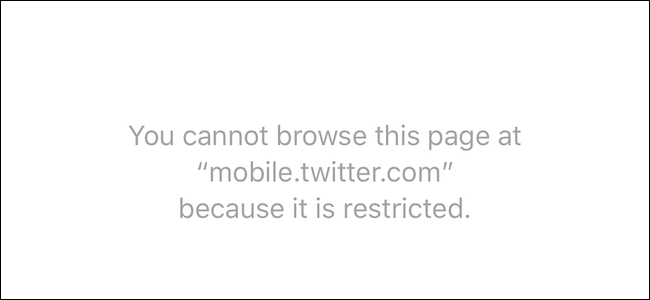 You cannot browse this page at
“mobile.twitter.com”
because it is restricted.